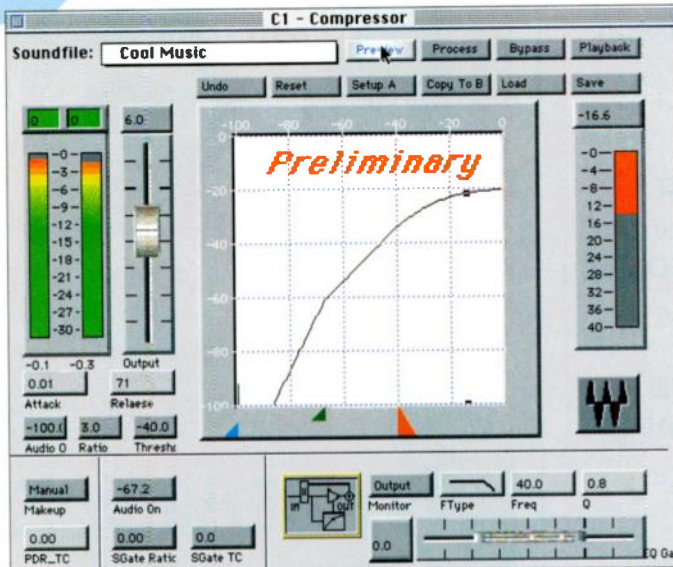 C1 - Compressor
Soundfile: Cool Music Preview Process Bypass Playback
Undo Reset Setup A Copy To B Load Save
0 0 6.0 -16.6
-100 -80 -60 -40 -20 0
Preliminary
-20
-40
-60
-80
-100
-0-
-3-
-6-
-9-
-12-
-15-
-18-
-21-
-24-
-27-
-30-
-0-
-4-
-8-
12-
16-
20-
24-
28-
32-
36-
40-
-0.1 -0.3 Output
0.01 71
Attack Relaese
-100.( 3.0 -40.0
Audio O Ratio Thresh
Manual -67.2 Output 40.0 0.8
Makeup Audio On Monitor FType Freq Q
IN OUT
0.00 0.00 0.0 0.0
PDR_TC SGate Ratio SGate TC EQ Ga